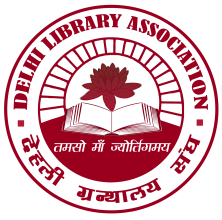 DELHI LIBRARY ASSOCIATION
तमसो माँ ज्योर्तिगमय
देहली ग्रन्थालय संघ